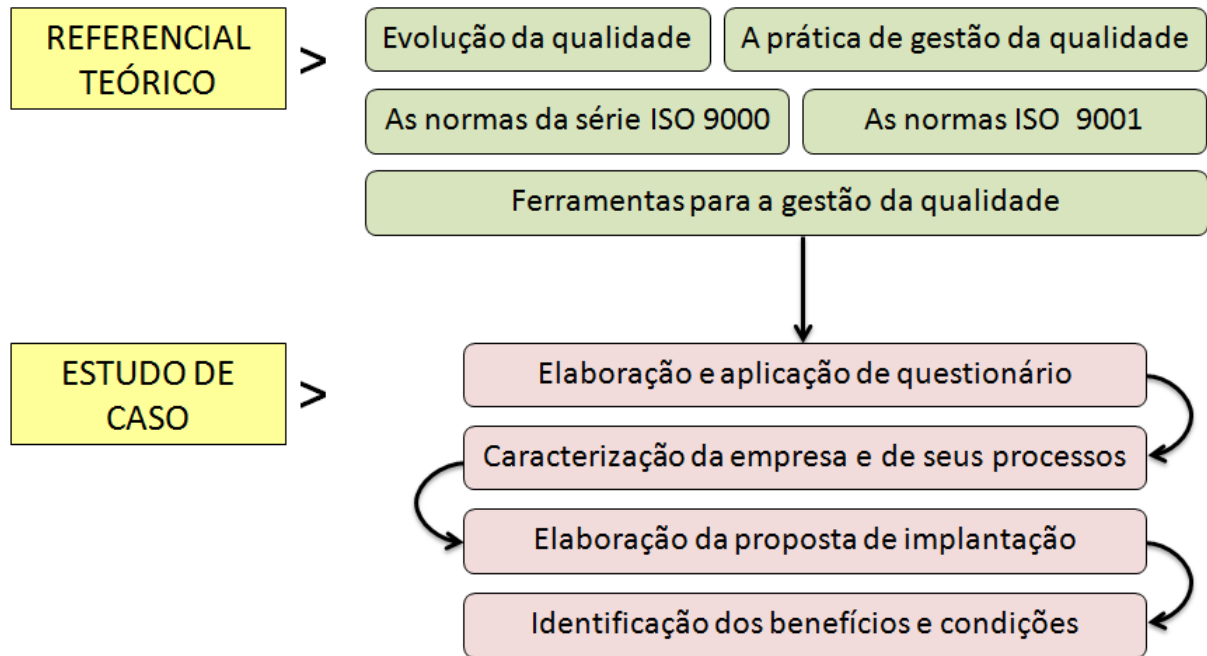 REFERENCIAL
TEÓRICO
>
Evolução da qualidade
A prática de gestão da qualidade
As normas da série ISO 9000
As normas ISO 9001
Ferramentas para a gestão da qualidade
ESTUDO DE
CASO
>
Elaboração e aplicação de questionário
Caracterização da empresa e de seus processos
Elaboração da proposta de implantação
Identificação dos benefícios e condições